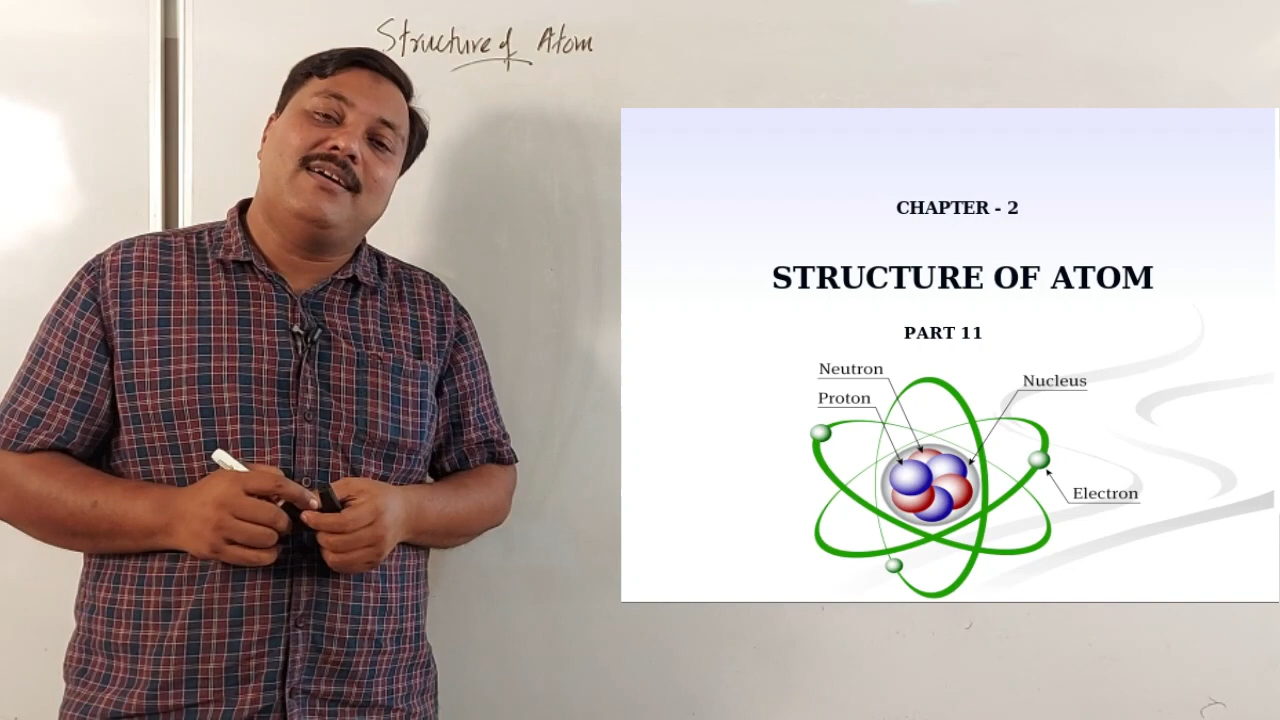 Structure of Atom
CHAPTER - 2
STRUCTURE OF ATOM
PART 11
Neutron
Proton
Nucleus
Electron